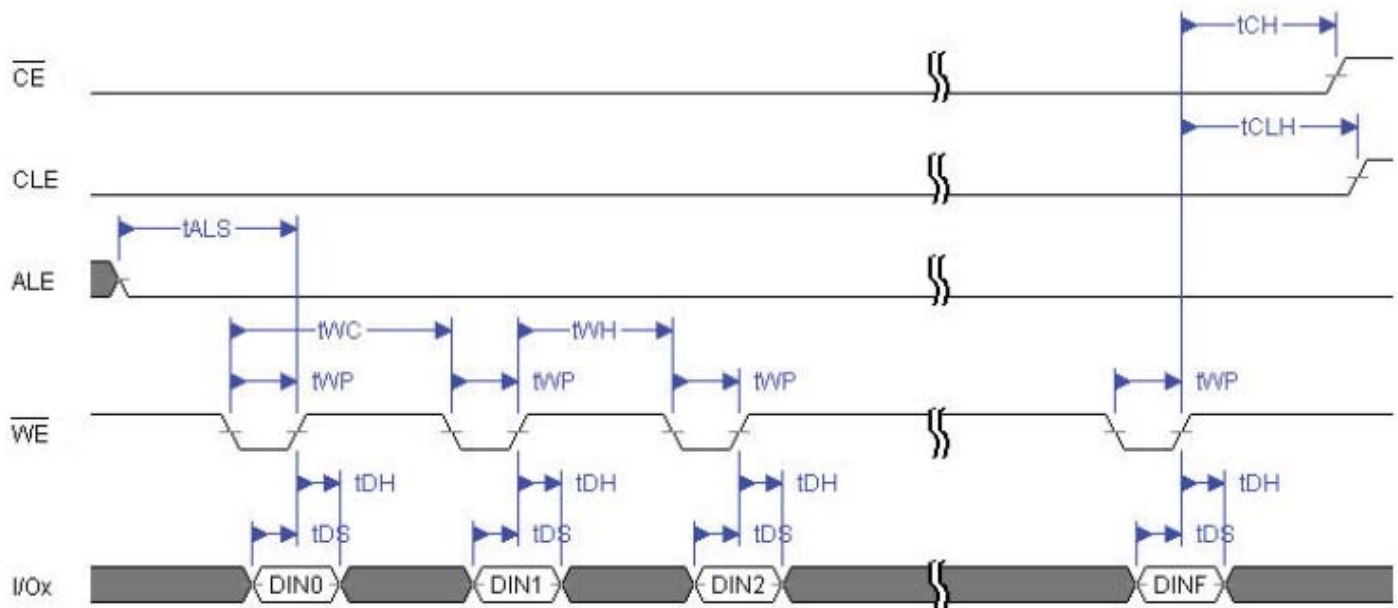 tCH
CE
tCLH
CLE
tALS
ALE
tWC tWH
tWP tWP tWP tWP
WE
tDH tDH tDH tDH
tDS tDS tDS tDS
I/Ox DIN0 DIN1 DIN2 DINF